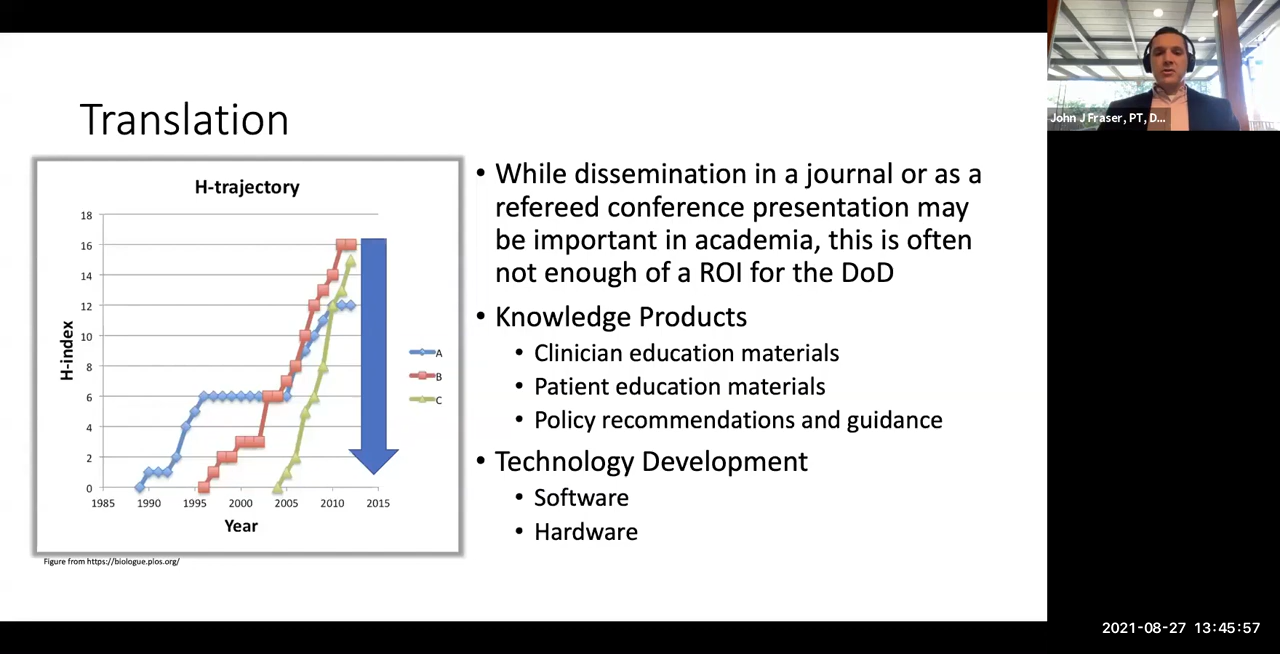 Translation
H-trajectory
18
16
14
12
10
8
6
4
2
0
H-index
1985 1990 1995 2000 2005 2010 2015
Year
A
B
C
Figure from https://biologue.plos.org/
• While dissemination in a journal or as a
refereed conference presentation may
be important in academia, this is often
not enough of a ROI for the DoD
• Knowledge Products
• Clinician education materials
• Patient education materials
• Policy recommendations and guidance
• Technology Development
• Software
• Hardware
John J Fraser, PT, D...
2021-08-27 13:45:57